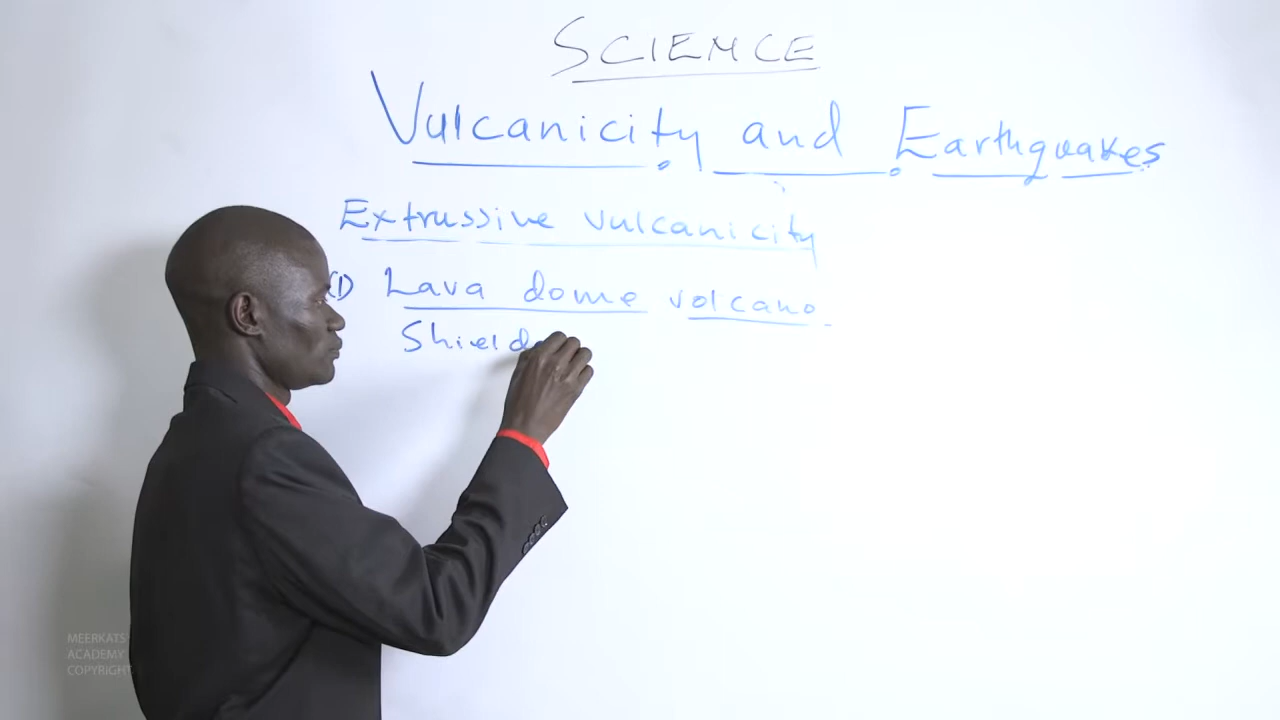 SCIENCE
Vulcanicity and Earthquakes
Extrussive vulcanicity
(1) Lava dome volcano
Shield
MEERKATS
ACADEMY
COPYRIGHT